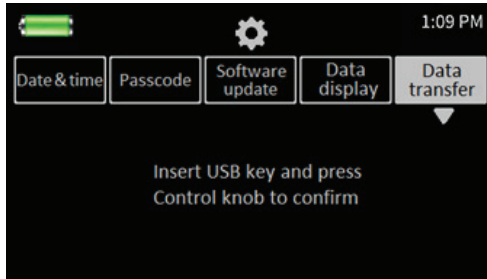 1:09 PM
Date & time
Passcode
Software
update
Data
display
Data
transfer
Insert USB key and press
Control knob to confirm